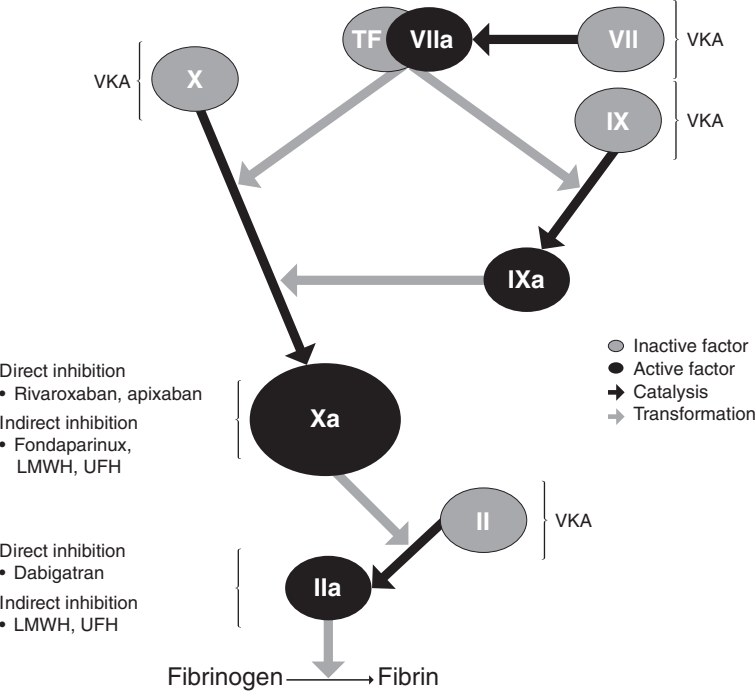 TF
VIIa
VII
VKA
VKA
X
IX
VKA
IXa
Inactive factor
Active factor
Catalysis
Transformation
Direct inhibition
• Rivaroxaban, apixaban
Indirect inhibition
• Fondaparinux,
LMWH, UFH
Xa
II
VKA
Direct inhibition
• Dabigatran
Indirect inhibition
• LMWH, UFH
IIa
Fibrinogen
Fibrin